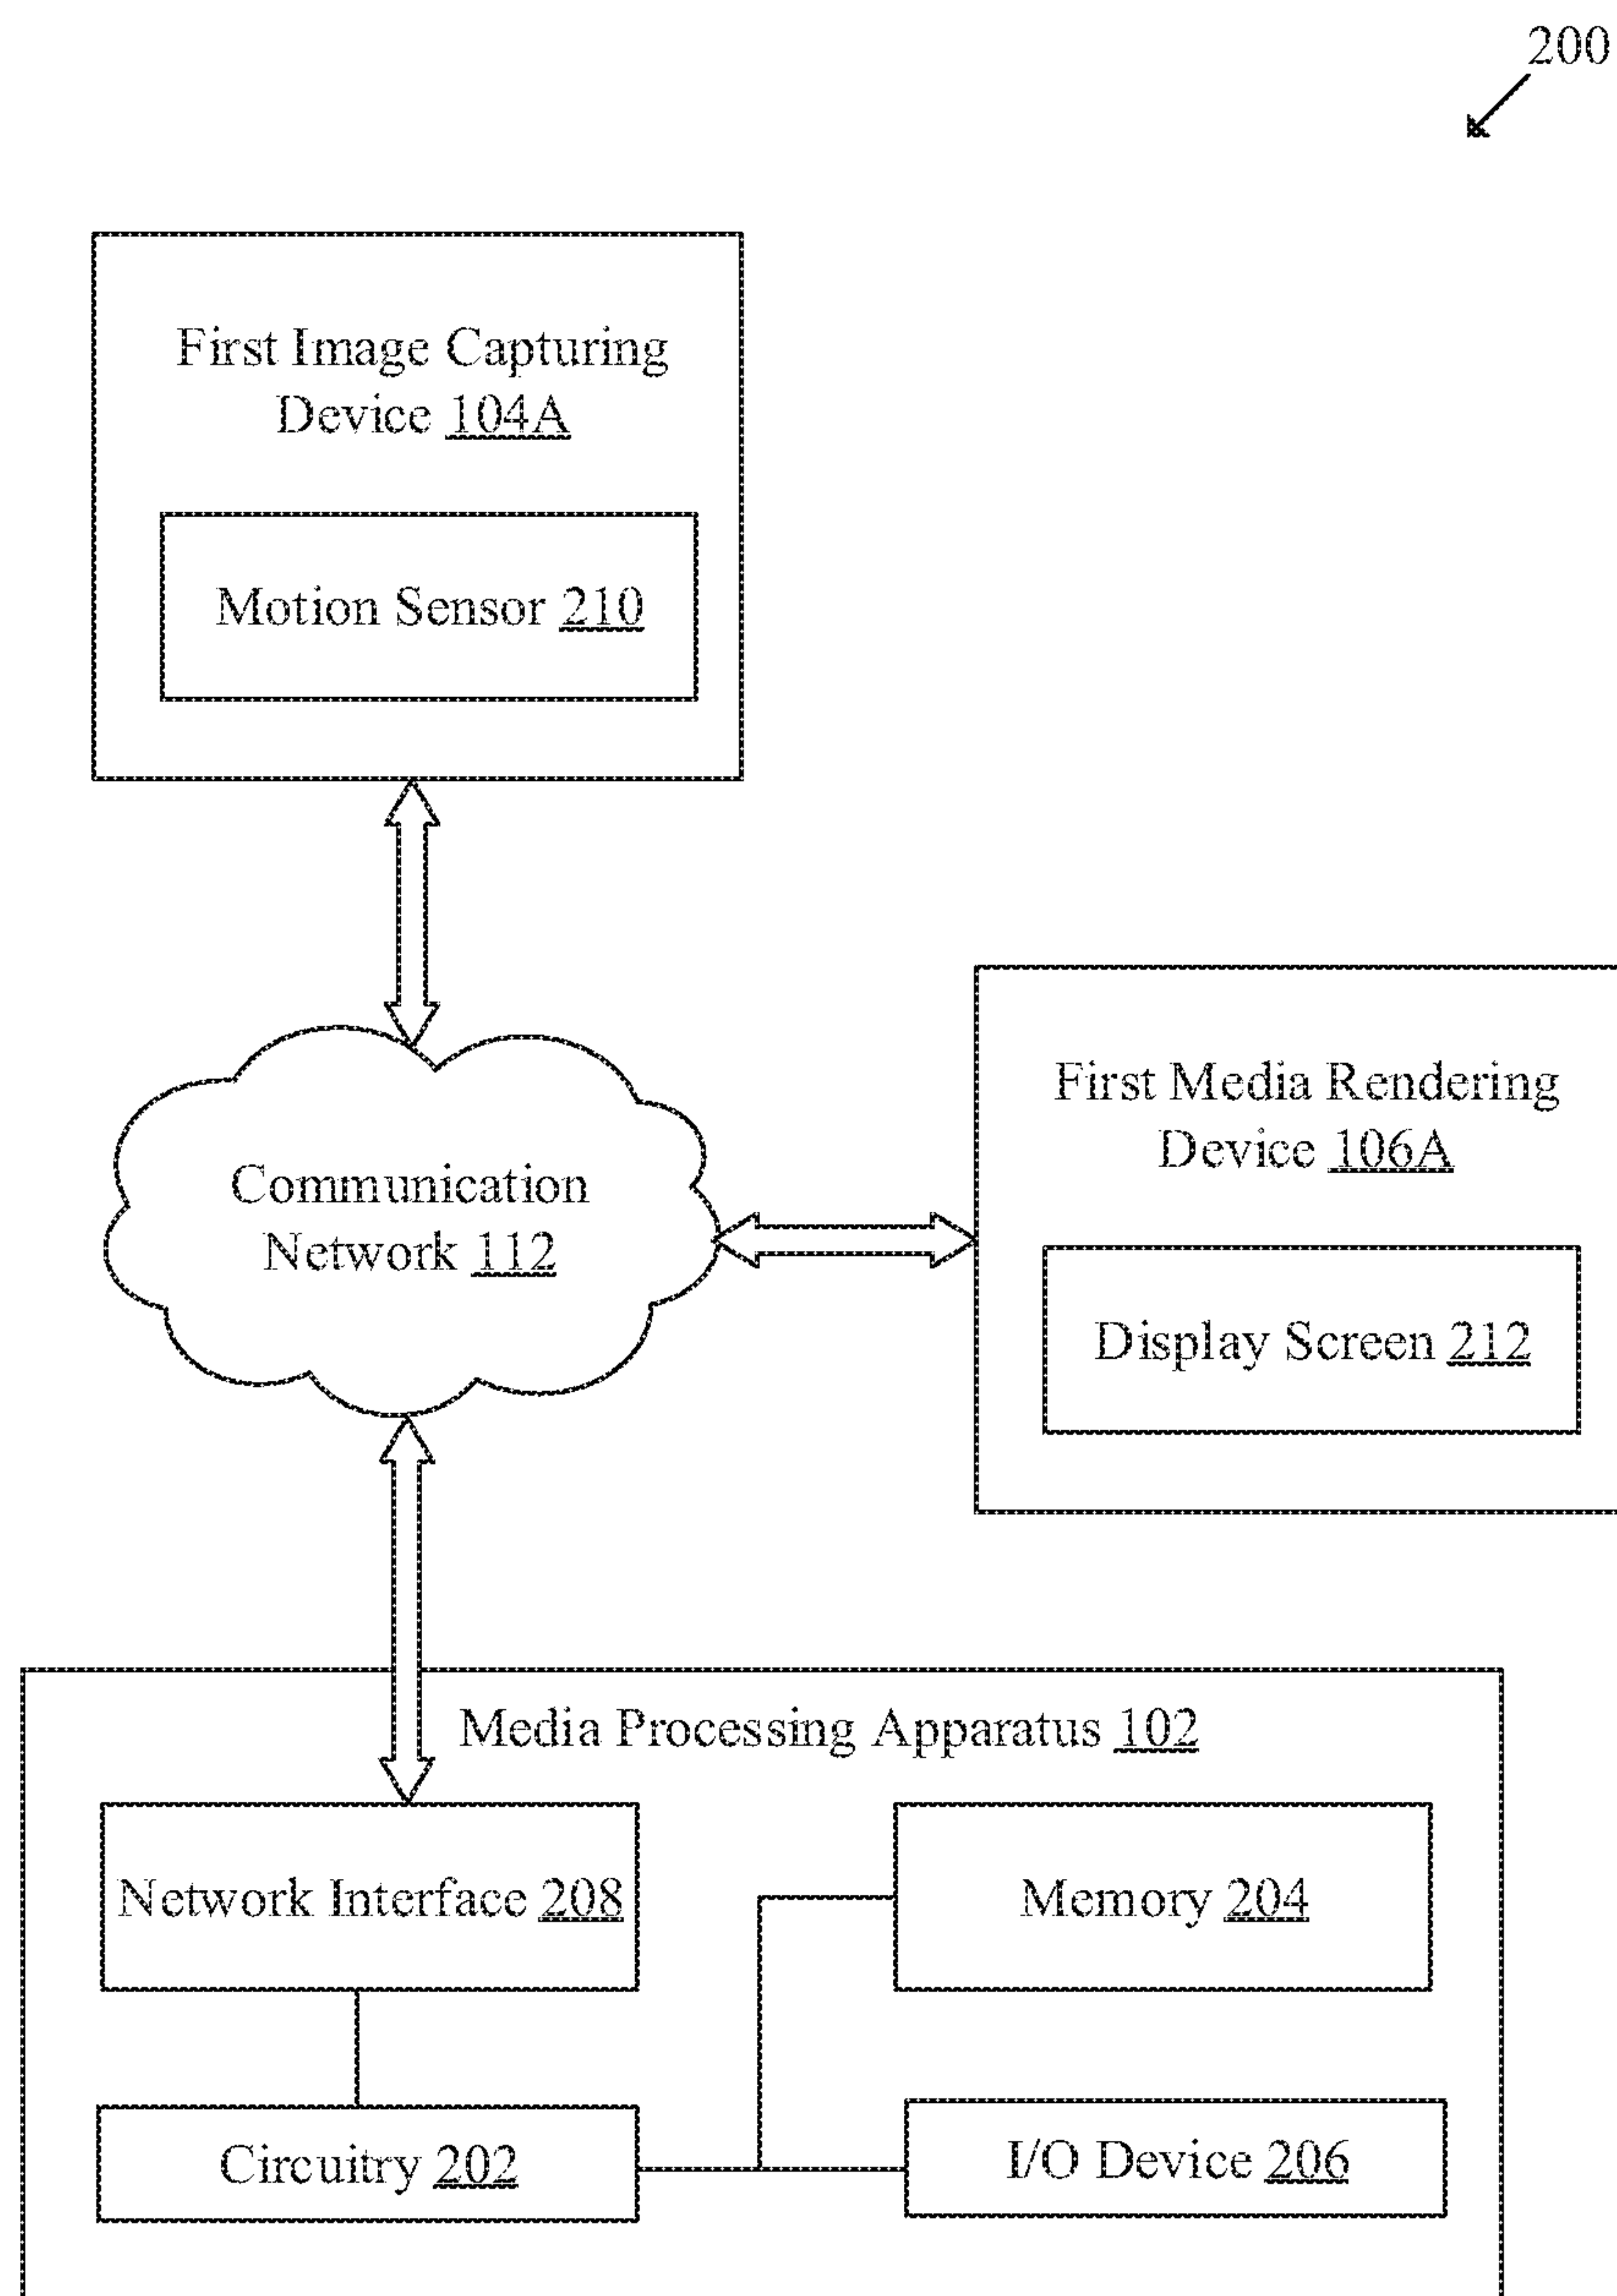 200
First Image Capturing
Device 104A
Motion Sensor 210
Communication
Network 112
First Media Rendering
Device 106A
Display Screen 212
Media Processing Apparatus 102
Network Interface 208
Memory 204
Circuitry 202
I/O Device 206